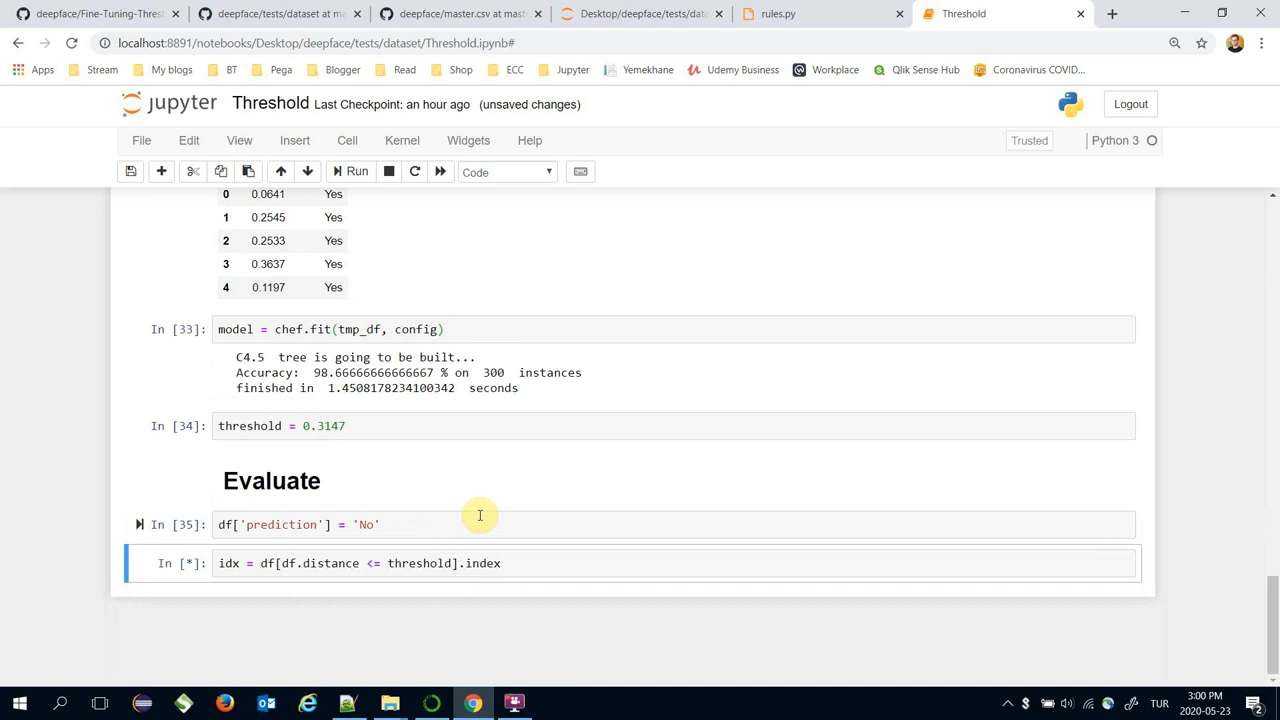 deepface/Fine-Tuning-Thres
deepface/tests/dataset at ma
deepface/master.csv at mast
Desktop/deepface/tests/data
rules.py
Threshold
localhost:8891/notebooks/Desktop/deepface/tests/dataset/Threshold.ipynb#
Apps Stream My blogs BT Pega Blogger Read Shop ECC Jupyter Yemekhane Udemy Business Workplace Qlik Sense Hub Coronavirus COVID...
jupyter Threshold Last Checkpoint: an hour ago (unsaved changes) Logout
File Edit View Insert Cell Kernel Widgets Help Trusted Python 3
Run Code
0 0.0641 Yes
1 0.2545 Yes
2 0.2533 Yes
3 0.3637 Yes
4 0.1197 Yes
In [33]: model = chef.fit(tmp_df, config)
C4.5 tree is going to be built...
Accuracy: 98.66666666666667 % on 300 instances
finished in 1.4508178234100342 seconds
In [34]: threshold = 0.3147
Evaluate
In [35]: df['prediction'] = 'No'
In [*]: idx = df[df.distance <= threshold].index
TUR
3:00 PM
2020-05-23
2